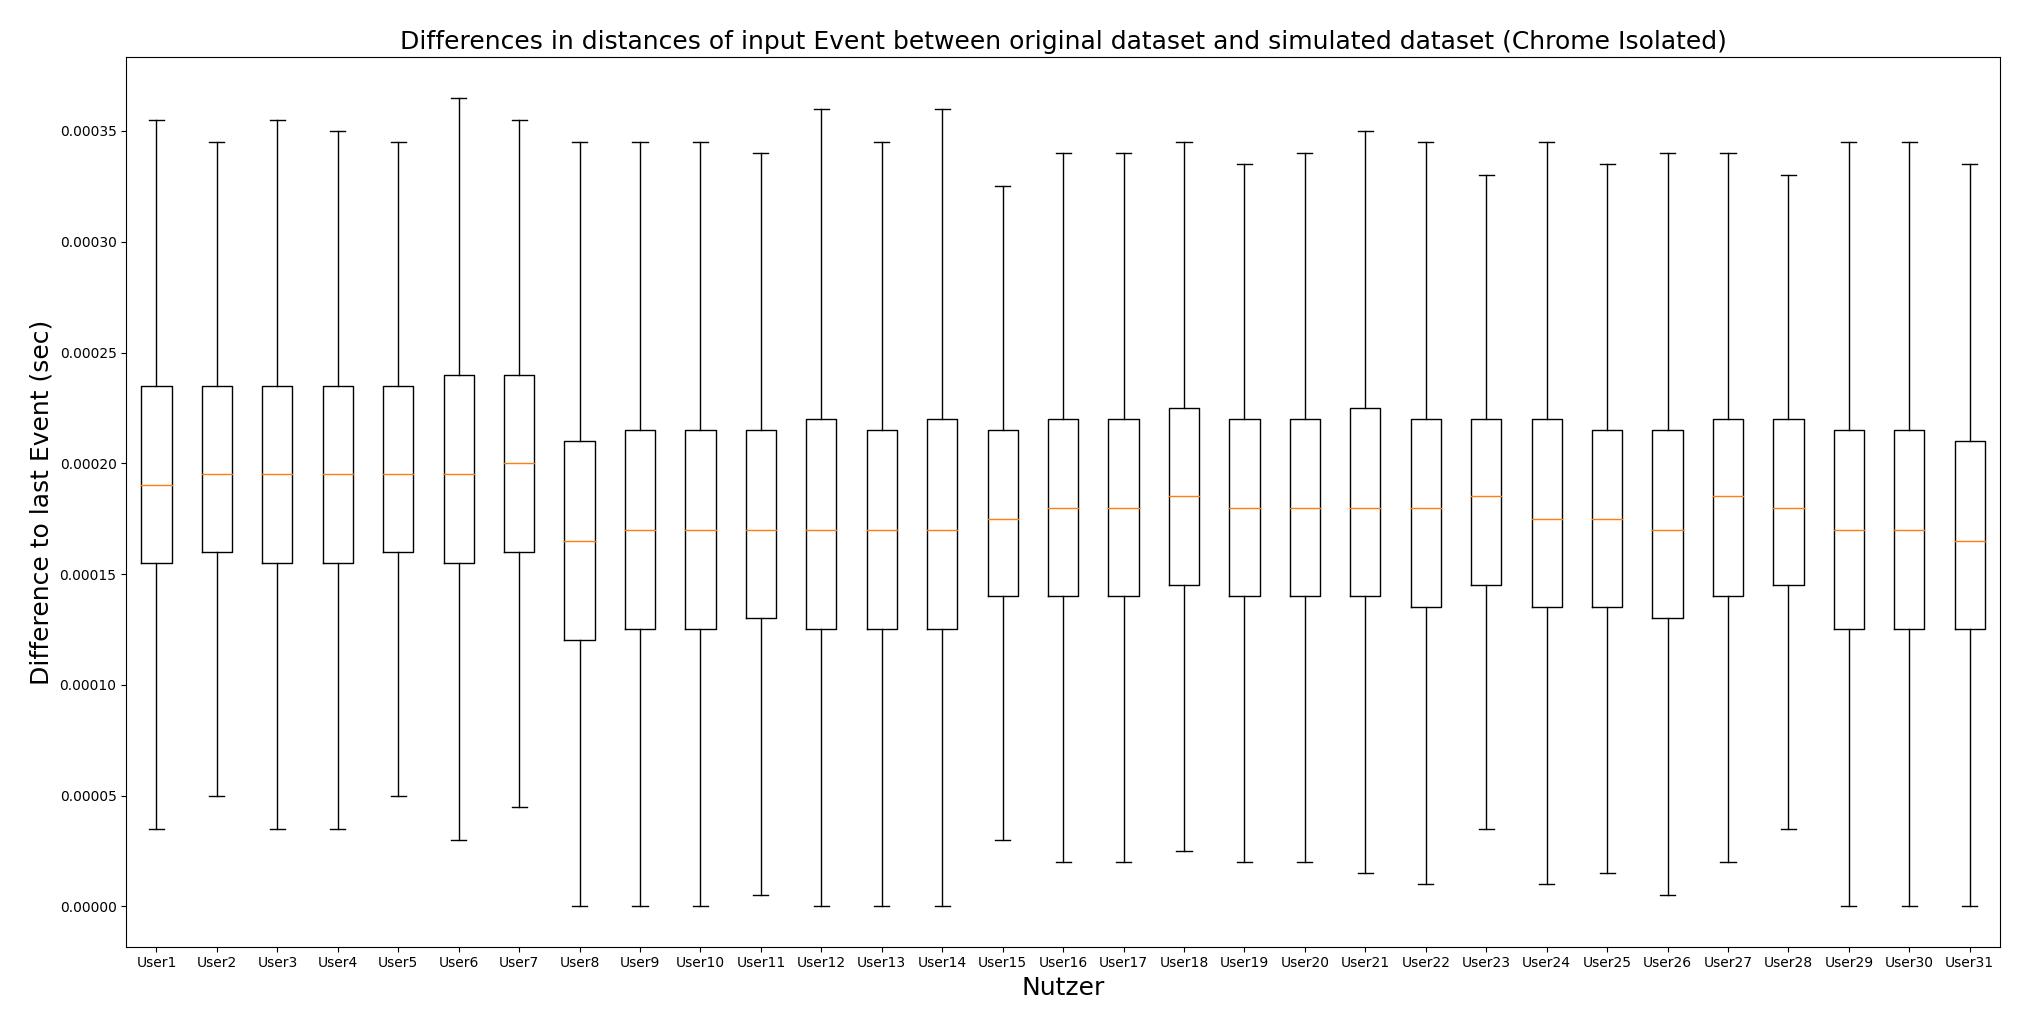 Differences in distances of input Event between original dataset and simulated dataset (Chrome Isolated)
Difference to last Event (sec)
0.00035
0.00030
0.00025
0.00020
0.00015
0.00010
0.00005
0.00000
User1 User2 User3 User4 User5 User6 User7 User8 User9 User10 User11 User12 User13 User14 User15 User16 User17 User18 User19 User20 User21 User22 User23 User24 User25 User26 User27 User28 User29 User30 User31
Nutzer